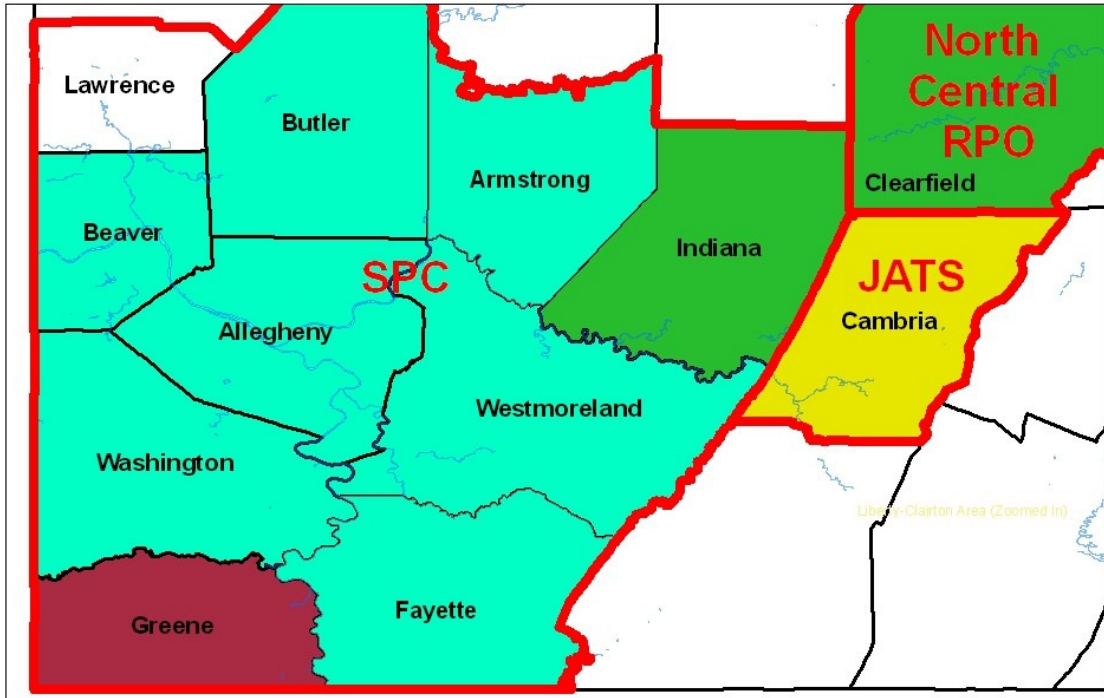 North
Central
RPO
Clearfield
Lawrence
Butler
Armstrong
Beaver
Indiana
SPC
JATS
Cambria
Allegheny
Westmoreland
Washington
Liberty-Clairton Area (Zoomed In)
Fayette
Greene